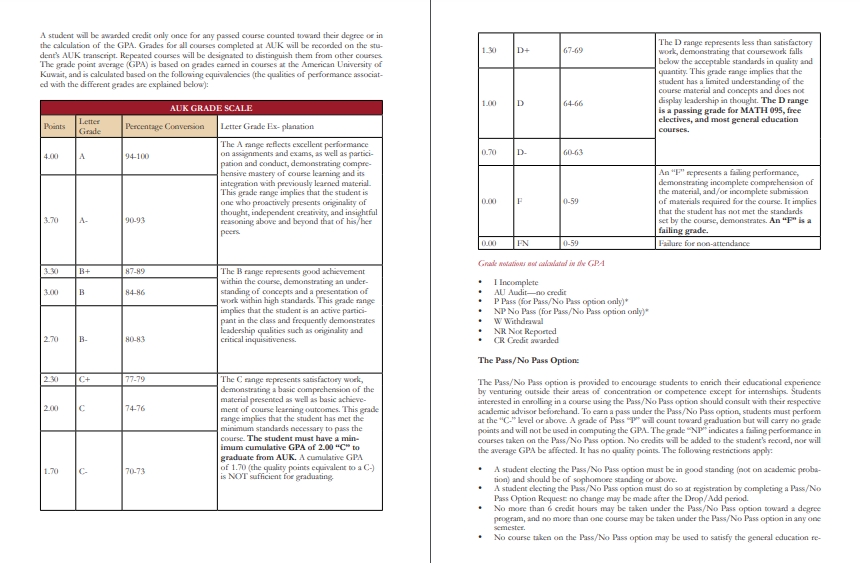 A student will be awarded credit only once for any passed course counted toward their degree or in
the calculation of the GPA. Grades for all courses completed at AUK will be recorded on the stu-
dent's AUK transcript. Repeated courses will be designated to distinguish them from other courses.
The grade point average (GPA) is based on grades earned in courses at the American University of
Kuwait, and is calculated based on the following equivalencies (the qualities of performance associat-
ed with the different grades are explained below):
AUK GRADE SCALE
Points Letter Grade Percentage Conversion Letter Grade Ex- planation
4.00 A 94-100
3.70 A- 90-93
The A range reflects excellent performance
on assignments and exams, as well as partici-
pation and conduct, demonstrating compre-
hensive mastery of course learning and its
integration with previously learned material.
This grade range implies that the student is
one who proactively presents originality of
thought, independent creativity, and insightful
reasoning above and beyond that of his/her
peers.
3.30 B+ 87-89
3.00 B 84-86
2.70 B- 80-83
The B range represents good achievement
within the course, demonstrating an under-
standing of concepts and a presentation of
work within high standards. This grade range
implies that the student is an active partici-
pant in the class and frequently demonstrates
leadership qualities such as originality and
critical inquisitiveness.
2.30 C+ 77-79
2.00 C 74-76
1.70 C- 70-73
The C range represents satisfactory work,
demonstrating a basic comprehension of the
material presented as well as basic achieve-
ment of course learning outcomes. This grade
range implies that the student has met the
minimum standards necessary to pass the
course. The student must have a min-
imum cumulative GPA of 2.00 "C" to
graduate from AUK. A cumulative GPA
of 1.70 (the quality points equivalent to a C-)
is NOT sufficient for graduating.
1.30 D+ 67-69
1.00 D 64-66
0.70 D- 60-63
The D range represents less than satisfactory
work, demonstrating that coursework falls
below the acceptable standards in quality and
quantity. This grade range implies that the
student has a limited understanding of the
course material and concepts and does not
display leadership in thought. The D range
is a passing grade for MATH 095, free
electives, and most general education
courses.
0.00 F 0-59
An "F" represents a failing performance,
demonstrating incomplete comprehension of
the material, and/or incomplete submission
of materials required for the course. It implies
that the student has not met the standards
set by the course, demonstrates. An "F" is a
failing grade.
0.00 FN 0-59 Failure for non-attendance
Grade notations not calculated in the GPA
• I Incomplete
• AU Audit—no credit
• P Pass (for Pass/No Pass option only)*
• NP No Pass (for Pass/No Pass option only)*
• W Withdrawal
• NR Not Reported
• CR Credit awarded
The Pass/No Pass Option:
The Pass/No Pass option is provided to encourage students to enrich their educational experience
by venturing outside their areas of concentration or competence except for internships. Students
interested in enrolling in a course using the Pass/No Pass option should consult with their respective
academic advisor beforehand. To earn a pass under the Pass/No Pass option, students must perform
at the "C-" level or above. A grade of Pass "P" will count toward graduation but will carry no grade
points and will not be used in computing the GPA. The grade "NP" indicates a failing performance in
courses taken on the Pass/No Pass option. No credits will be added to the student's record, nor will
the average GPA be affected. It has no quality points. The following restrictions apply:
• A student electing the Pass/No Pass option must be in good standing (not on academic proba-
tion) and should be of sophomore standing or above.
• A student electing the Pass/No Pass option must do so at registration by completing a Pass/No
Pass Option Request: no change may be made after the Drop/Add period.
• No more than 6 credit hours may be taken under the Pass/No Pass option toward a degree
program, and no more than one course may be taken under the Pass/No Pass option in any one
semester.
• No course taken on the Pass/No Pass option may be used to satisfy the general education re-